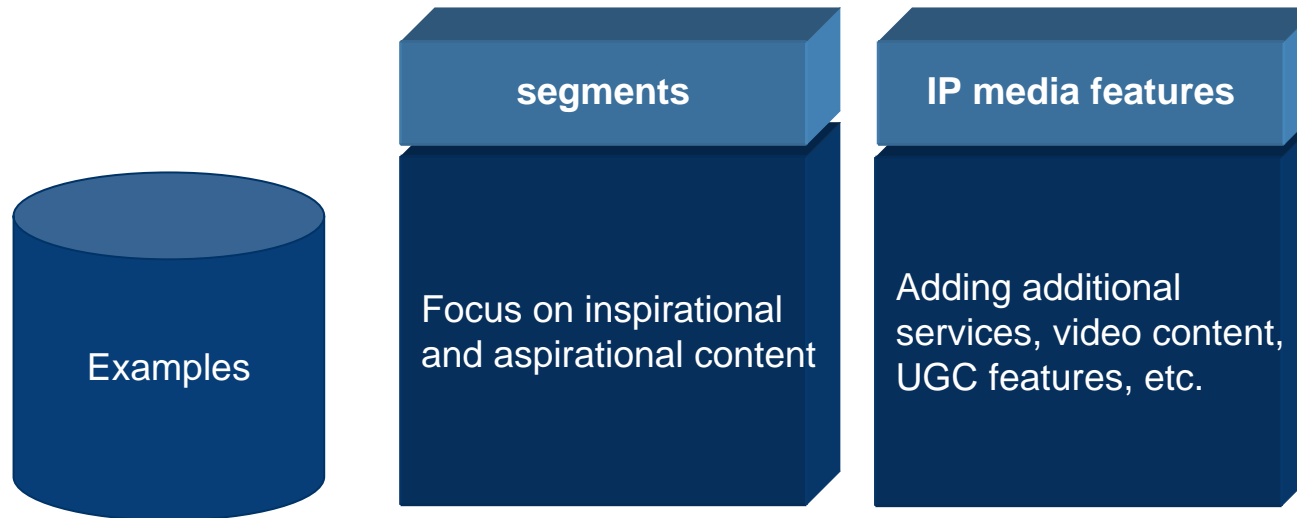 segments
IP media features
Examples
Focus on inspirational
and aspirational content
Adding additional
services, video content,
UGC features, etc.